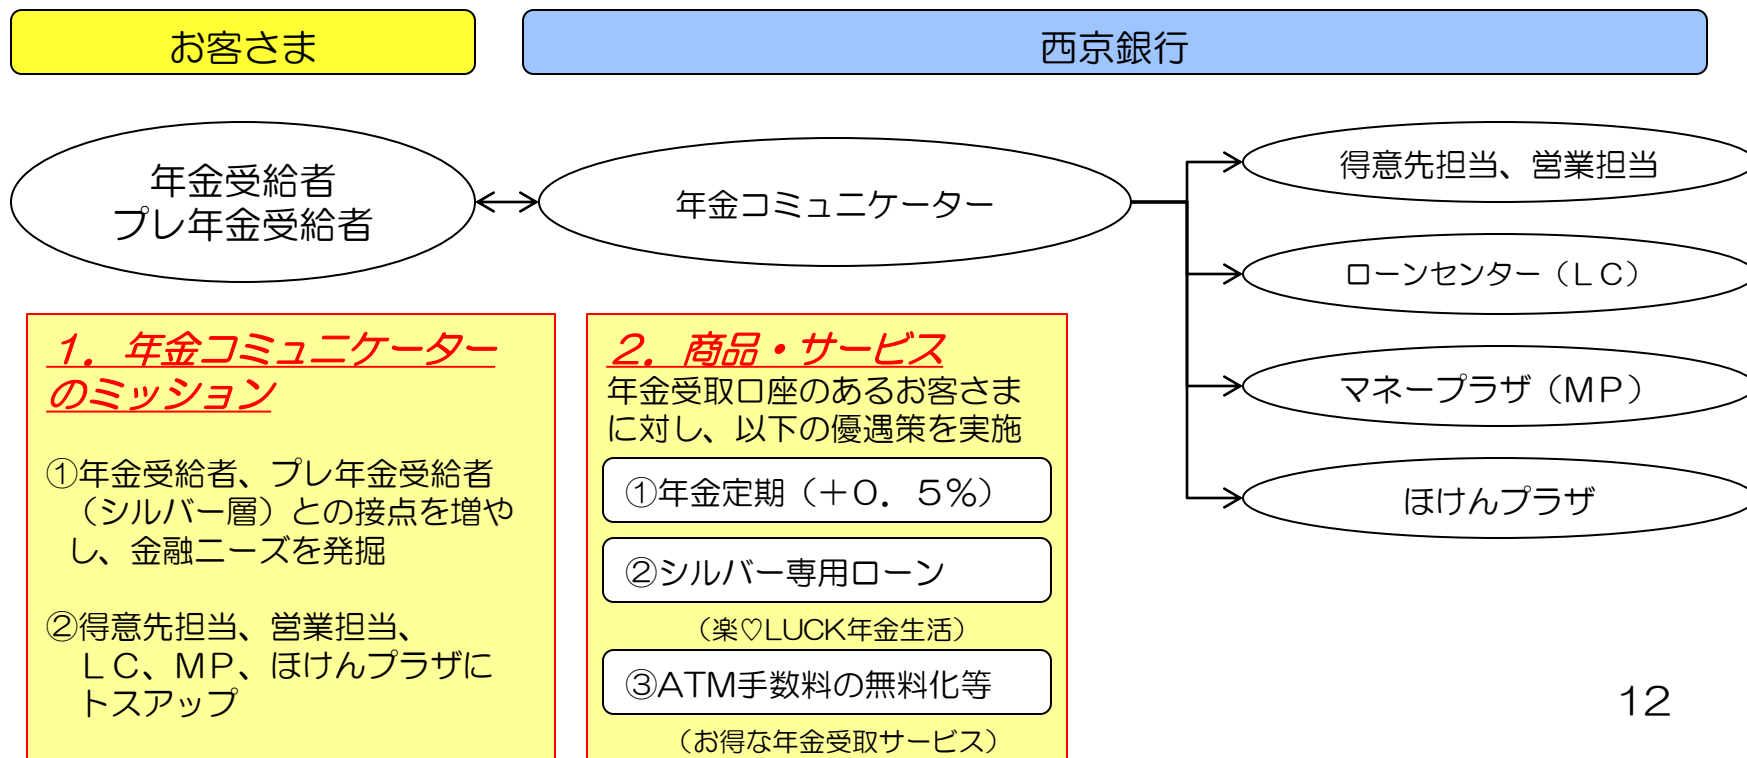 お客さま
西京銀行
年金受給者
プレ年金受給者
年金コミュニケーター
得意先担当、営業担当
ローンセンター（ＬＣ）
マネープラザ（ＭＰ）
ほけんプラザ
１．年金コミュニケーター
のミッション
①年金受給者、プレ年金受給者
（シルバー層）との接点を増や
し、金融ニーズを発掘
②得意先担当、営業担当、
ＬＣ、ＭＰ、ほけんプラザに
トスアップ
２．商品・サービス
年金受取口座のあるお客さま
に対し、以下の優遇策を実施
①年金定期（＋０．５％）
②シルバー専用ローン
（楽♡LUCK年金生活）
③ATM手数料の無料化等
（お得な年金受取サービス）
12